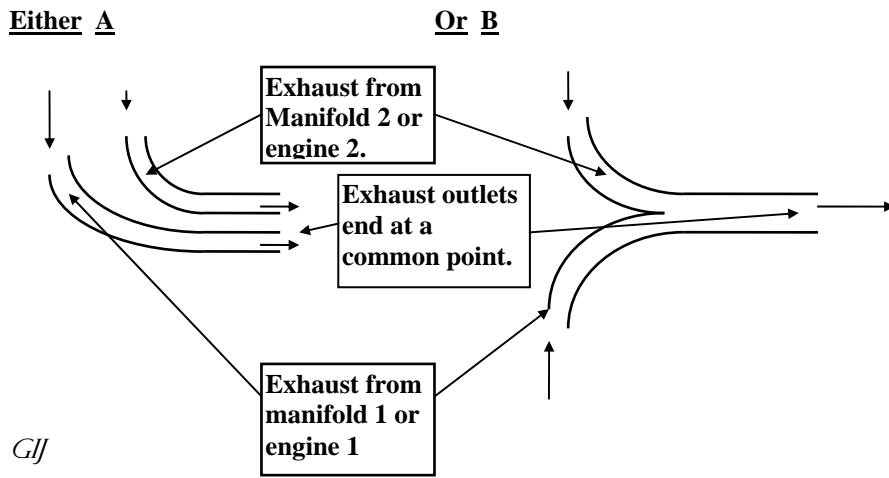 Either A
Or B
Exhaust from
Manifold 2 or
engine 2.
Exhaust outlets
end at a
common point.
Exhaust from
manifold 1 or
engine 1
GIJ